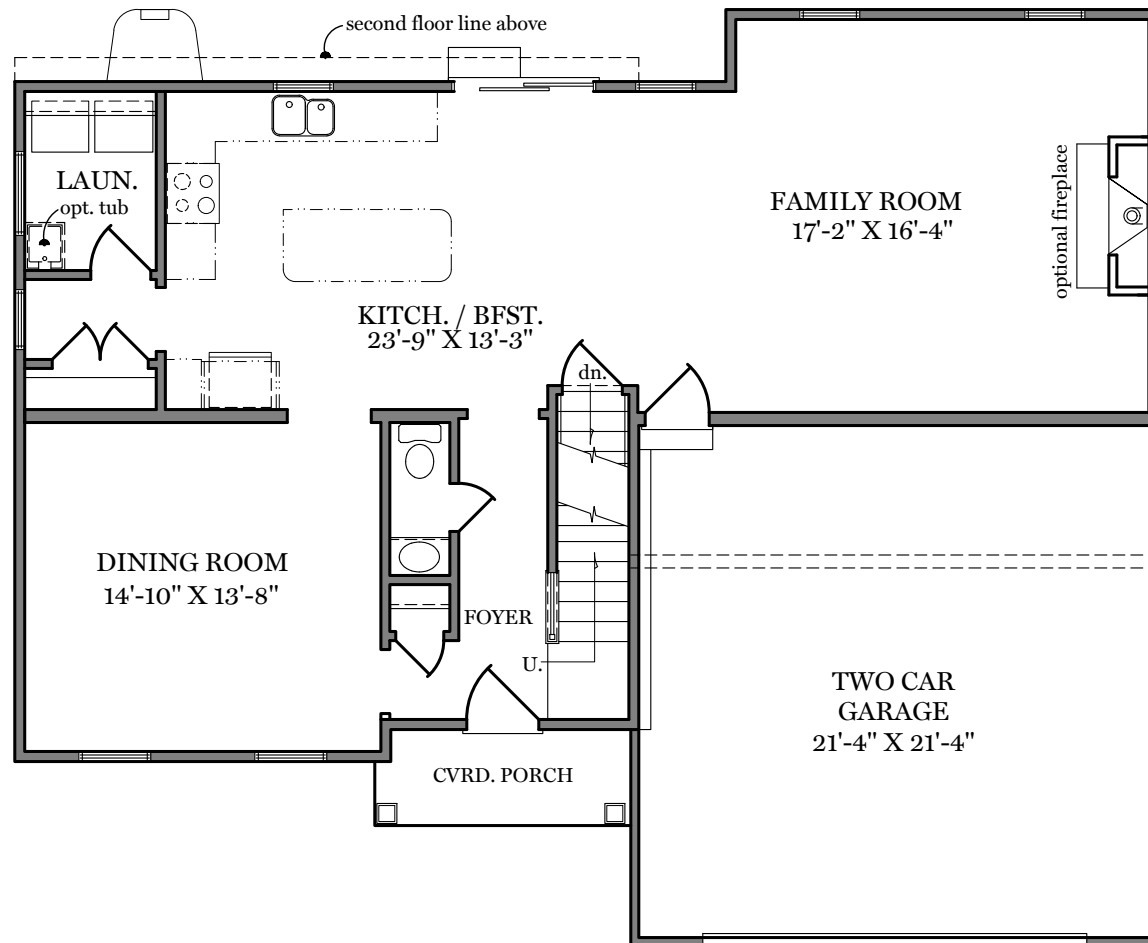 second floor line above
LAUN.
opt. tub
FAMILY ROOM
17'-2" X 16'-4"
optional fireplace
KITCH. / BFST.
23'-9" X 13'-3"
dn.
DINING ROOM
14'-10" X 13'-8"
FOYER
U.
TWO CAR
GARAGE
21'-4" X 21'-4"
CVRD. PORCH